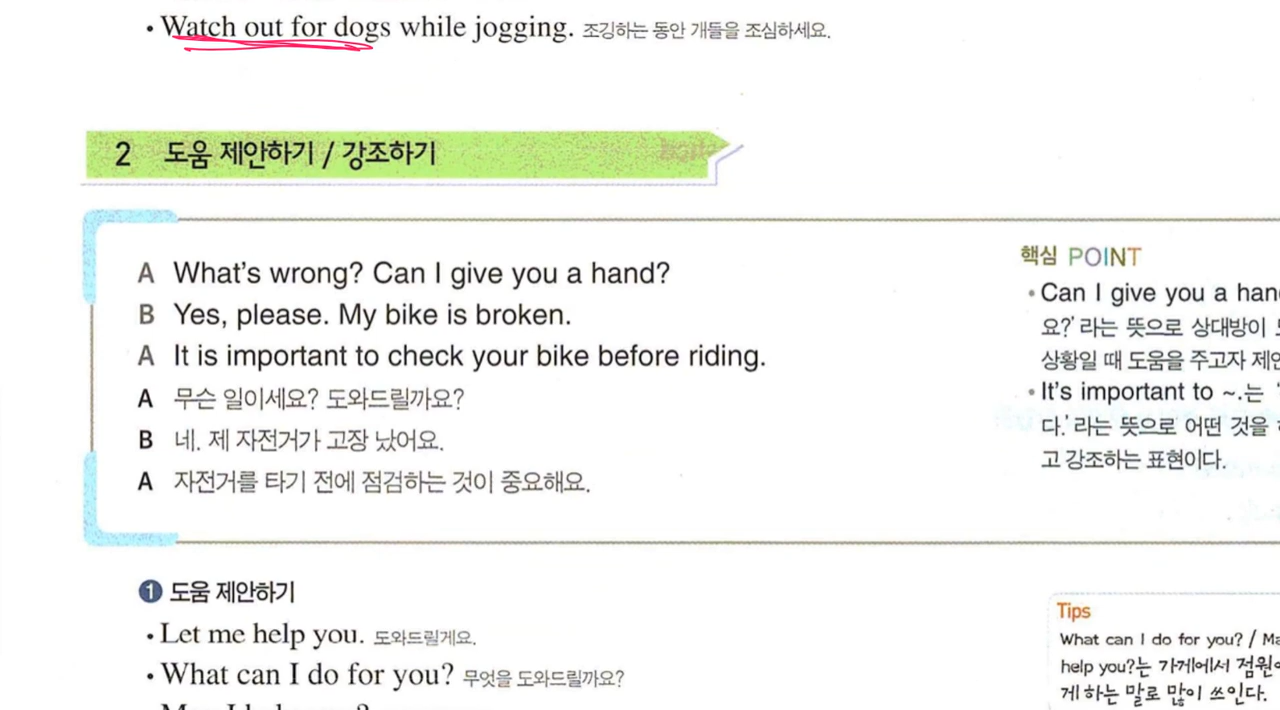 • Watch out for dogs while jogging. 조깅하는 동안 개들을 조심하세요.
2 도움 제안하기 / 강조하기
A What's wrong? Can I give you a hand?
B Yes, please. My bike is broken.
A It is important to check your bike before riding.
A 무슨 일이세요? 도와드릴까요?
B 네. 제 자전거가 고장 났어요.
A 자전거를 타기 전에 점검하는 것이 중요해요.
핵심 POINT
• Can I give you a han
요?'라는 뜻으로 상대방이
상황일 때 도움을 주고자 제안
• It's important to ~.는 '
다.'라는 뜻으로 어떤 것을
고 강조하는 표현이다.
1 도움 제안하기
• Let me help you. 도와드릴게요.
• What can I do for you? 무엇을 도와드릴까요?
Tips
What can I do for you? / Ma
help you?는 가게에서 점원이
게 하는 말로 많이 쓰인다.